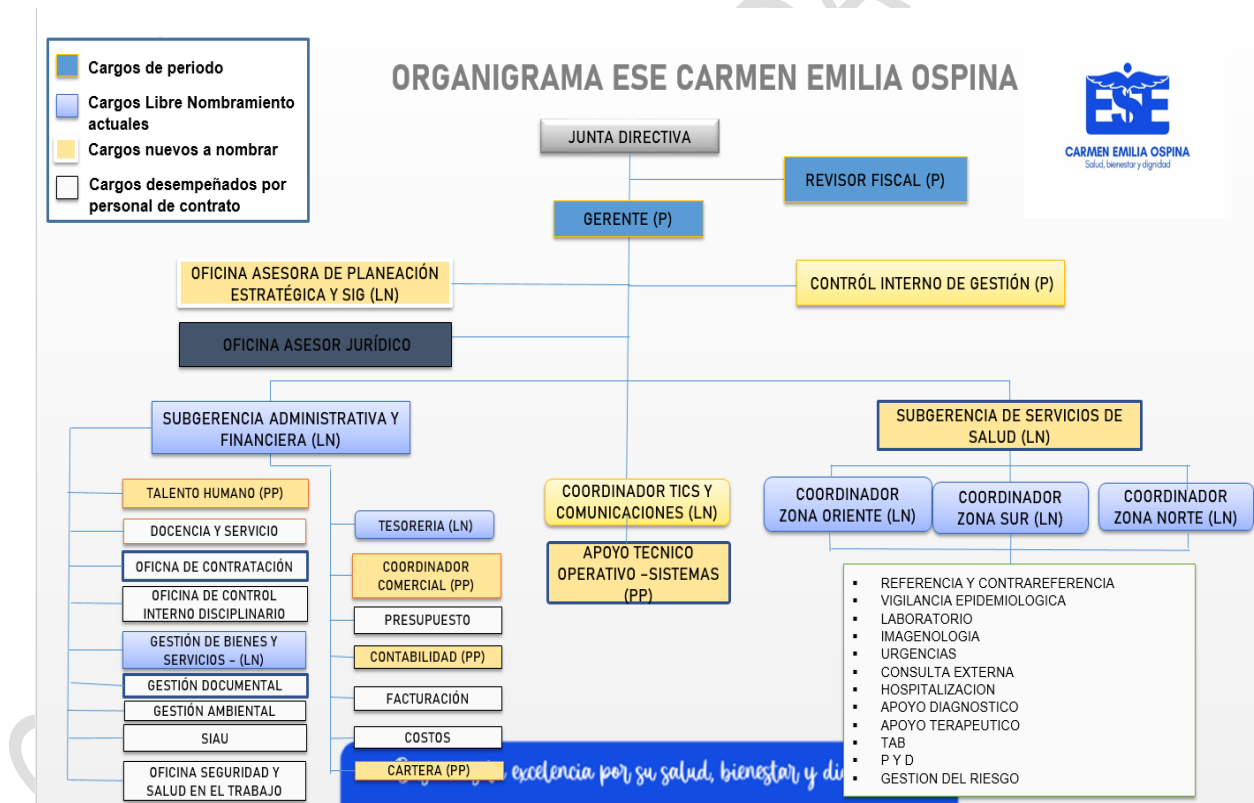 Cargos de periodo
Cargos Libre Nombramiento
actuales
Cargos nuevos a nombrar
Cargos desempeñados por
personal de contrato
ORGANIGRAMA ESE CARMEN EMILIA OSPINA
ESE
CARMEN EMILIA OSPINA
Salud, bienestar y dignidad
JUNTA DIRECTIVA
REVISOR FISCAL (P)
GERENTE (P)
OFICINA ASESORA DE PLANEACIÓN
ESTRATÉGICA Y SIG (LN)
CONTRÓL INTERNO DE GESTIÓN (P)
OFICINA ASESOR JURÍDICO
SUBGERENCIA ADMINISTRATIVA Y
FINANCIERA (LN)
SUBGERENCIA DE SERVICIOS DE
SALUD (LN)
TALENTO HUMANO (PP)
DOCENCIA Y SERVICIO
OFICNA DE CONTRATACIÓN
OFICINA DE CONTROL
INTERNO DISCIPLINARIO
GESTIÓN DE BIENES Y
SERVICIOS – (LN)
GESTIÓN DOCUMENTAL
GESTIÓN AMBIENTAL
SIAU
OFICINA SEGURIDAD Y
SALUD EN EL TRABAJO
TESORERIA (LN)
COORDINADOR
COMERCIAL (PP)
PRESUPUESTO
CONTABILIDAD (PP)
FACTURACIÓN
COSTOS
CARTERA (PP)
COORDINADOR TICS Y
COMUNICACIONES (LN)
APOYO TECNICO
OPERATIVO –SISTEMAS
(PP)
COORDINADOR
ZONA ORIENTE (LN)
COORDINADOR
ZONA SUR (LN)
COORDINADOR
ZONA NORTE (LN)
▪ REFERENCIA Y CONTRAREFERENCIA
▪ VIGILANCIA EPIDEMIOLOGICA
▪ LABORATORIO
▪ IMAGENOLOGIA
▪ URGENCIAS
▪ CONSULTA EXTERNA
▪ HOSPITALIZACION
▪ APOYO DIAGNOSTICO
▪ APOYO TERAPEUTICO
▪ TAB
▪ P Y D
▪ GESTION DEL RIESGO
excelencia por su salud, bienestar y